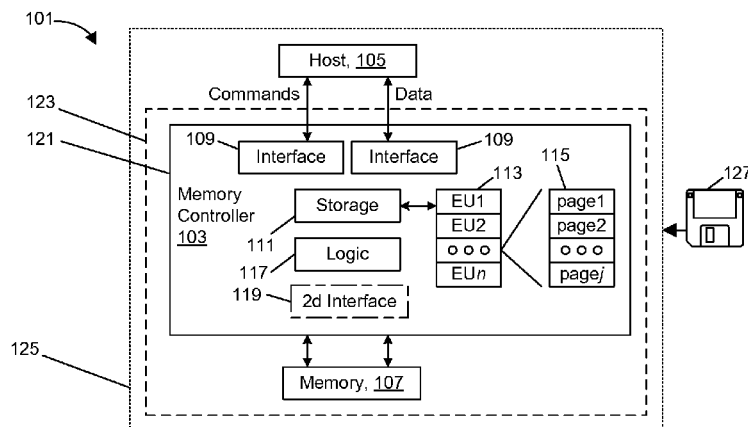 101
Host, 105
123
Commands
Data
121
109
Interface
Interface
109
113
115
127
Memory
Controller
103
Storage
EU1
page1
111
EU2
page2
117
Logic
EUn
pagej
119
2d Interface
125
Memory, 107